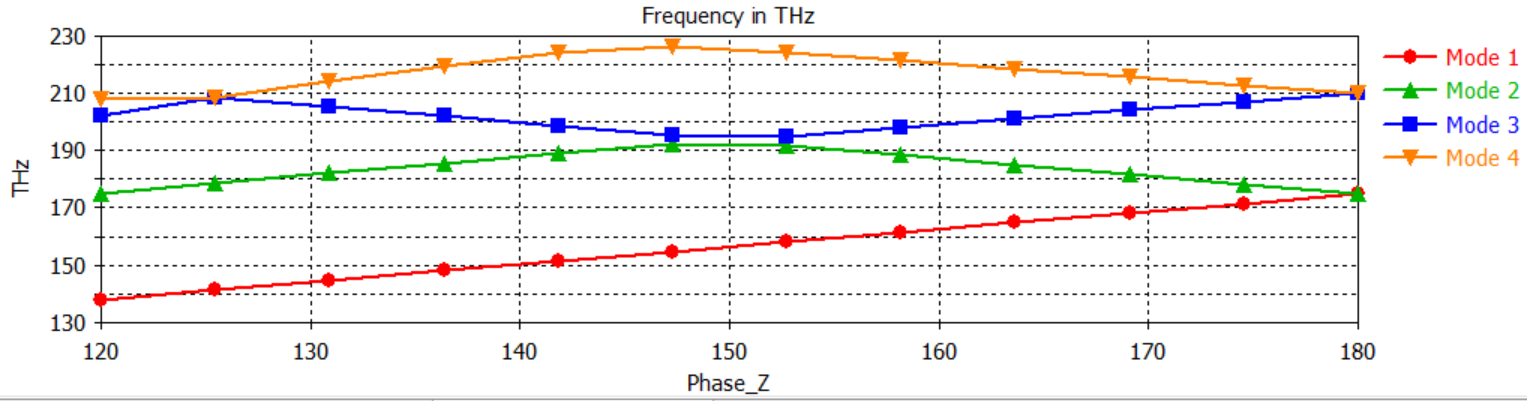 Frequency in THz
230
210
190
170
150
130
THz
120 130 140 150 160 170 180
Phase_Z
Mode 1
Mode 2
Mode 3
Mode 4